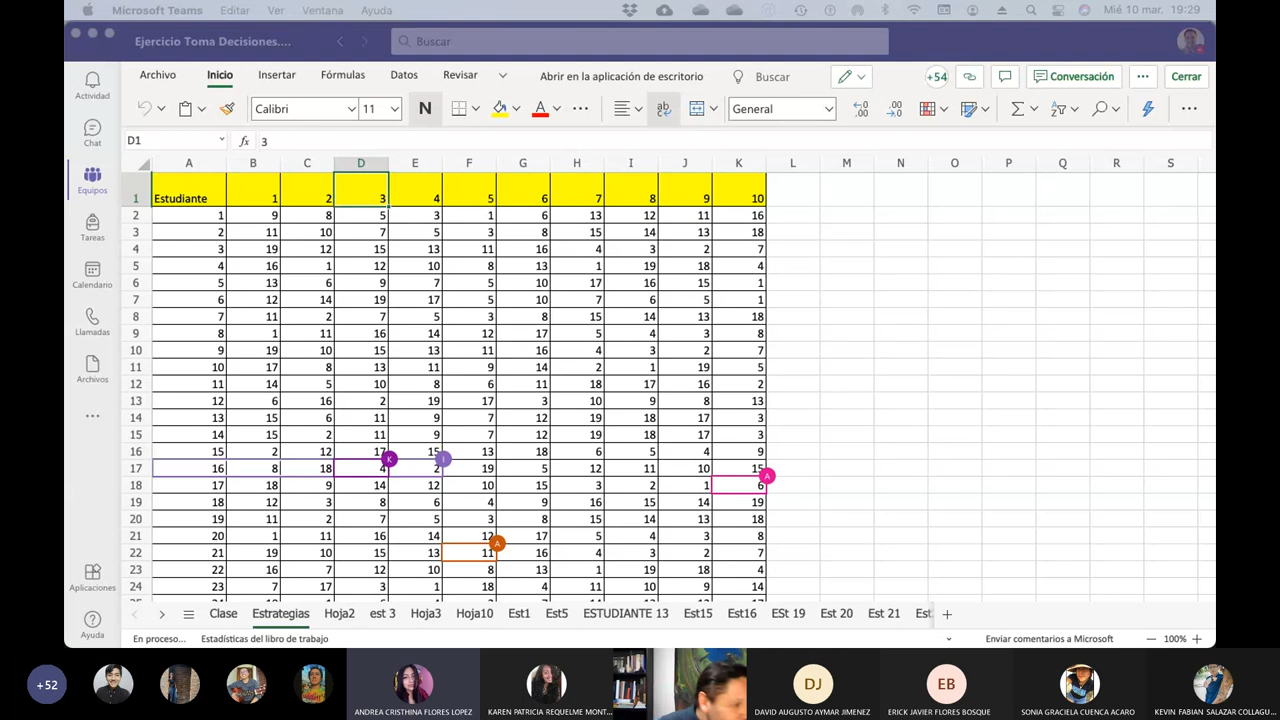 Microsoft Teams Editar Ver Ventana Ayuda Mié 10 mar. 19:29
Ejercicio Toma Decisiones.... Buscar
Archivo Inicio Insertar Fórmulas Datos Revisar Abrir en la aplicación de escritorio Buscar +54 Conversación ... Cerrar
Calibri 11 N A ab General
D1 fx 3
A B C D E F G H I J K L M N O P Q R S
1 Estudiante 1 2 3 4 5 6 7 8 9 10
2 1 9 8 5 3 1 6 13 12 11 16
3 2 11 10 7 5 3 8 15 14 13 18
4 3 19 12 15 13 11 16 4 3 2 7
5 4 16 1 12 10 8 13 1 19 18 4
6 5 13 6 9 7 5 10 17 16 15 1
7 6 12 14 19 17 5 10 7 6 5 1
8 7 11 2 7 5 3 8 15 14 13 18
9 8 1 11 16 14 12 17 5 4 3 8
10 9 19 10 15 13 11 16 4 3 2 7
11 10 17 8 13 11 9 14 2 1 19 5
12 11 14 5 10 8 6 11 18 17 16 2
13 12 6 16 2 19 17 3 10 9 8 13
14 13 15 6 11 9 7 12 19 18 17 3
15 14 15 2 11 9 7 12 19 18 17 3
16 15 2 12 17 15 13 18 6 5 4 9
17 16 8 18 4 2 19 5 12 11 10 15
18 17 18 9 14 12 10 15 3 2 1 6
19 18 12 3 8 6 4 9 16 15 14 19
20 19 11 2 7 5 3 8 15 14 13 18
21 20 1 11 16 14 12 17 5 4 3 8
22 21 19 10 15 13 11 16 4 3 2 7
23 22 16 7 12 10 8 13 1 19 18 4
24 23 7 17 3 1 18 4 11 10 9 14
K I
A
A
Actividad
Chat
Equipos
Tareas
Calendario
Llamadas
Archivos
Aplicaciones
Ayuda
Clase Estrategias Hoja2 est 3 Hoja3 Hoja10 Est1 Est5 ESTUDIANTE 13 Est15 Est16 ESt 19 Est 20 Est 21 Est
En proceso... Estadísticas del libro de trabajo Enviar comentarios a Microsoft 100%
+52 DJ EB
ANDREA CRISTHINA FLORES LOPEZ KAREN PATRICIA REQUELME MONT... DAVID AUGUSTO AYMAR JIMENEZ ERICK JAVIER FLORES BOSQUE SONIA GRACIELA CUENCA ACARO KEVIN FABIAN SALAZAR COLLAGU...